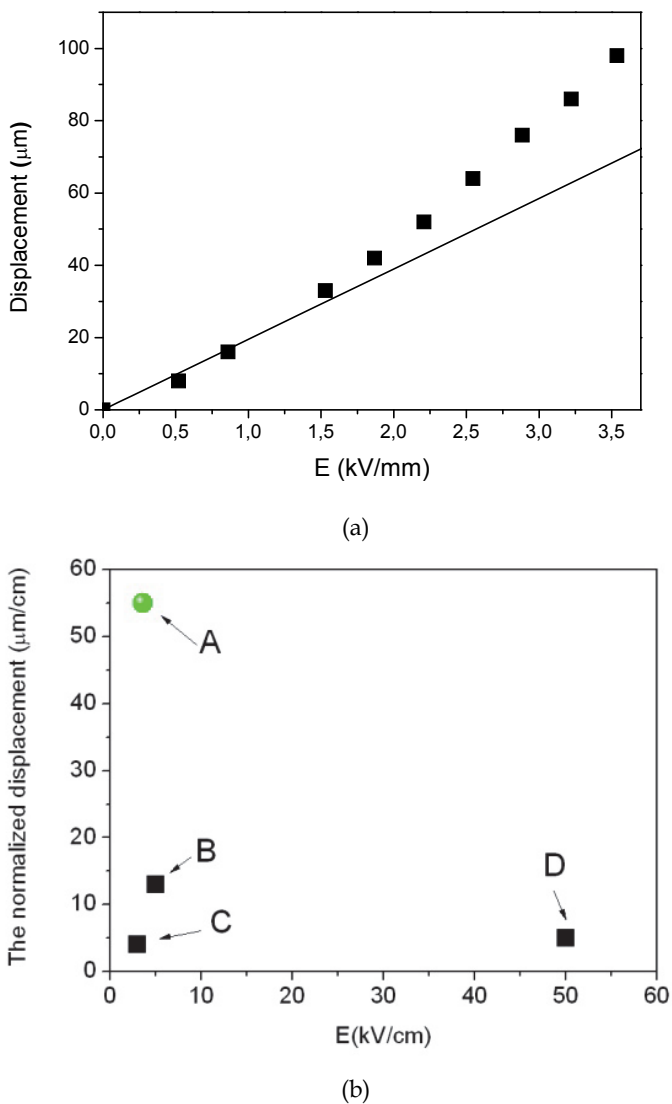 100
80
60
40
20
0
Displacement (μm)
0,0 0,5 1,0 1,5 2,0 2,5 3,0 3,5
E (kV/mm)
(a)
60
50
40
30
20
10
0
The normalized displacement (μm/cm)
A
B
C
D
0 10 20 30 40 50 60
E(kV/cm)
(b)